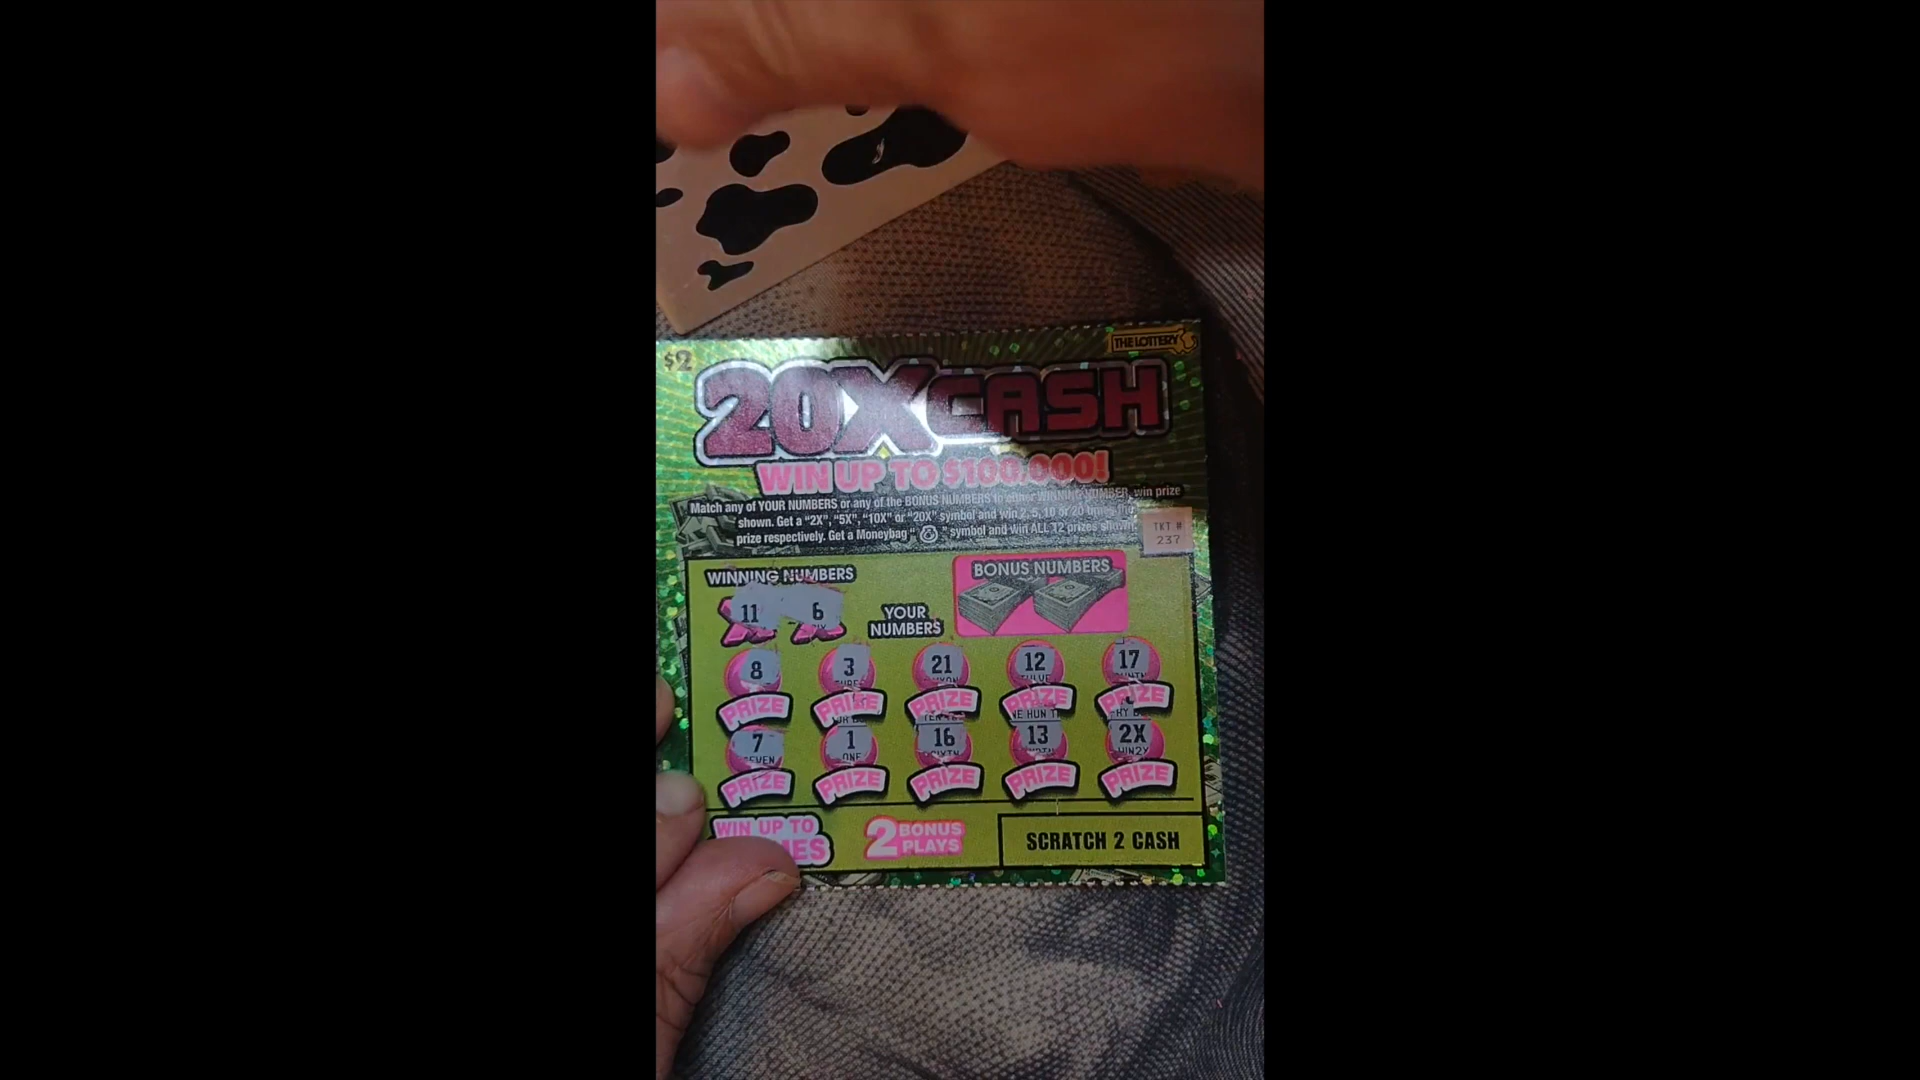 $2
THE LOTTERY
20X CASH
WIN UP TO $100,000!
Match any of YOUR NUMBERS or any of the BONUS NUMBERS to either WINNING NUMBER, win prize
shown. Get a "2X", "5X", "10X" or "20X" symbol and win 2, 5, 10 or 20 times the
prize respectively. Get a Moneybag " " symbol and win ALL 12 prizes shown.
TKT #
237
WINNING NUMBERS
BONUS NUMBERS
11 6
YOUR
NUMBERS
8 3 21 12 17
PRIZE PRIZE PRIZE PRIZE PRIZE
7 1 16 13 2X
SEVEN ONE SIXTN WIN2X
PRIZE PRIZE PRIZE PRIZE PRIZE
WIN UP TO
2 BONUS
PLAYS
SCRATCH 2 CASH